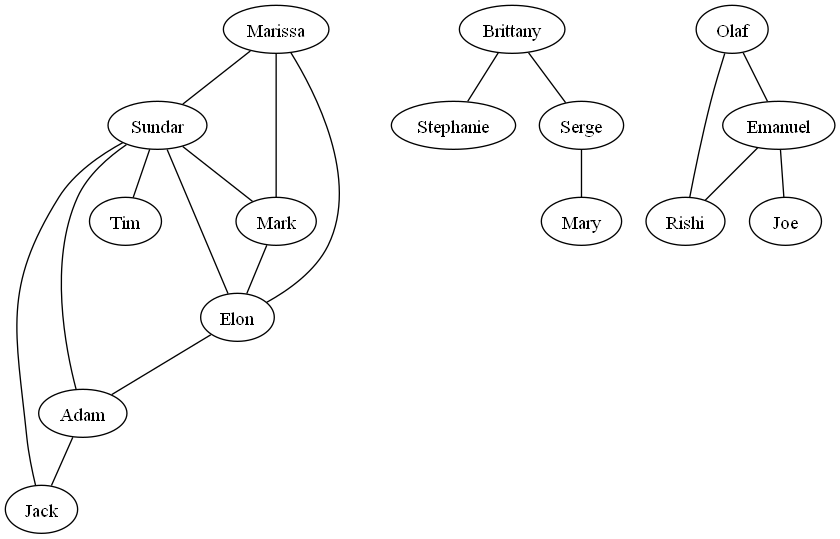 Marissa
Brittany
Olaf
Sundar
Stephanie
Serge
Emanuel
Tim
Mark
Mary
Rishi
Joe
Elon
Adam
Jack